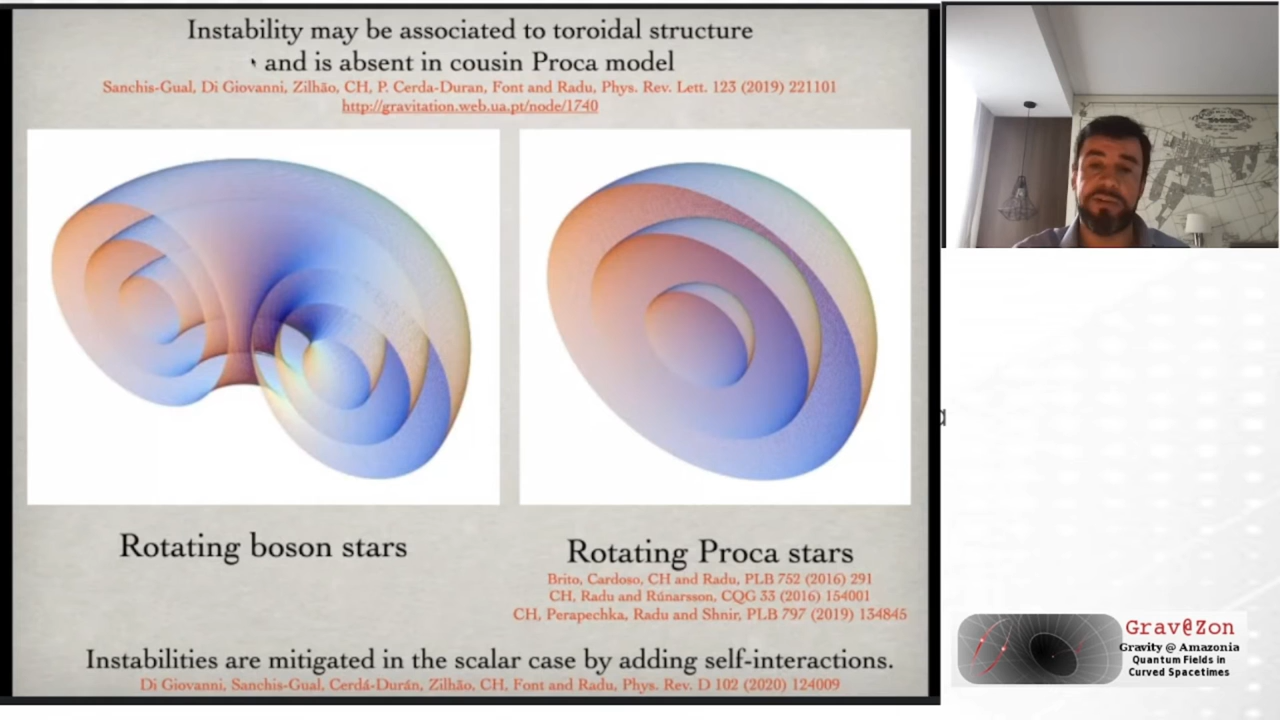 Instability may be associated to toroidal structure
and is absent in cousin Proca model
Sanchis-Gual, Di Giovanni, Zilhão, CH, P. Cerda-Duran, Font and Radu, Phys. Rev. Lett. 123 (2019) 221101
http://gravitation.web.ua.pt/node/1740
Rotating boson stars
Rotating Proca stars
Brito, Cardoso, CH and Radu, PLB 752 (2016) 291
CH, Radu and Rúnarsson, CQG 33 (2016) 154001
CH, Perapechka, Radu and Shnir, PLB 797 (2019) 134845
Instabilities are mitigated in the scalar case by adding self-interactions.
Di Giovanni, Sanchis-Gual, Cerdá-Durán, Zilhão, CH, Font and Radu, Phys. Rev. D 102 (2020) 124009
Grav@Zon
Gravity @ Amazonia
Quantum Fields in
Curved Spacetimes